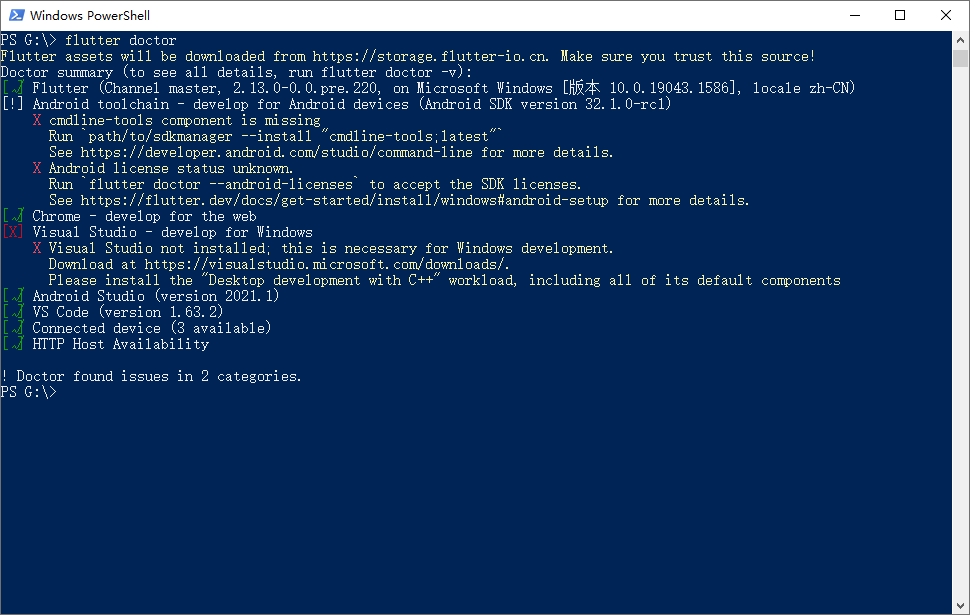 Windows PowerShell
PS G:\> flutter doctor
Flutter assets will be downloaded from https://storage.flutter-io.cn. Make sure you trust this source!
Doctor summary (to see all details, run flutter doctor -v):
[√] Flutter (Channel master, 2.13.0-0.0.pre.220, on Microsoft Windows [版本 10.0.19043.1586], locale zh-CN)
[!] Android toolchain - develop for Android devices (Android SDK version 32.1.0-rc1)
    X cmdline-tools component is missing
      Run `path/to/sdkmanager --install "cmdline-tools;latest"`
      See https://developer.android.com/studio/command-line for more details.
    X Android license status unknown.
      Run `flutter doctor --android-licenses` to accept the SDK licenses.
      See https://flutter.dev/docs/get-started/install/windows#android-setup for more details.
[√] Chrome - develop for the web
[X] Visual Studio - develop for Windows
    X Visual Studio not installed; this is necessary for Windows development.
      Download at https://visualstudio.microsoft.com/downloads/.
      Please install the "Desktop development with C++" workload, including all of its default components
[√] Android Studio (version 2021.1)
[√] VS Code (version 1.63.2)
[√] Connected device (3 available)
[√] HTTP Host Availability
! Doctor found issues in 2 categories.
PS G:\>